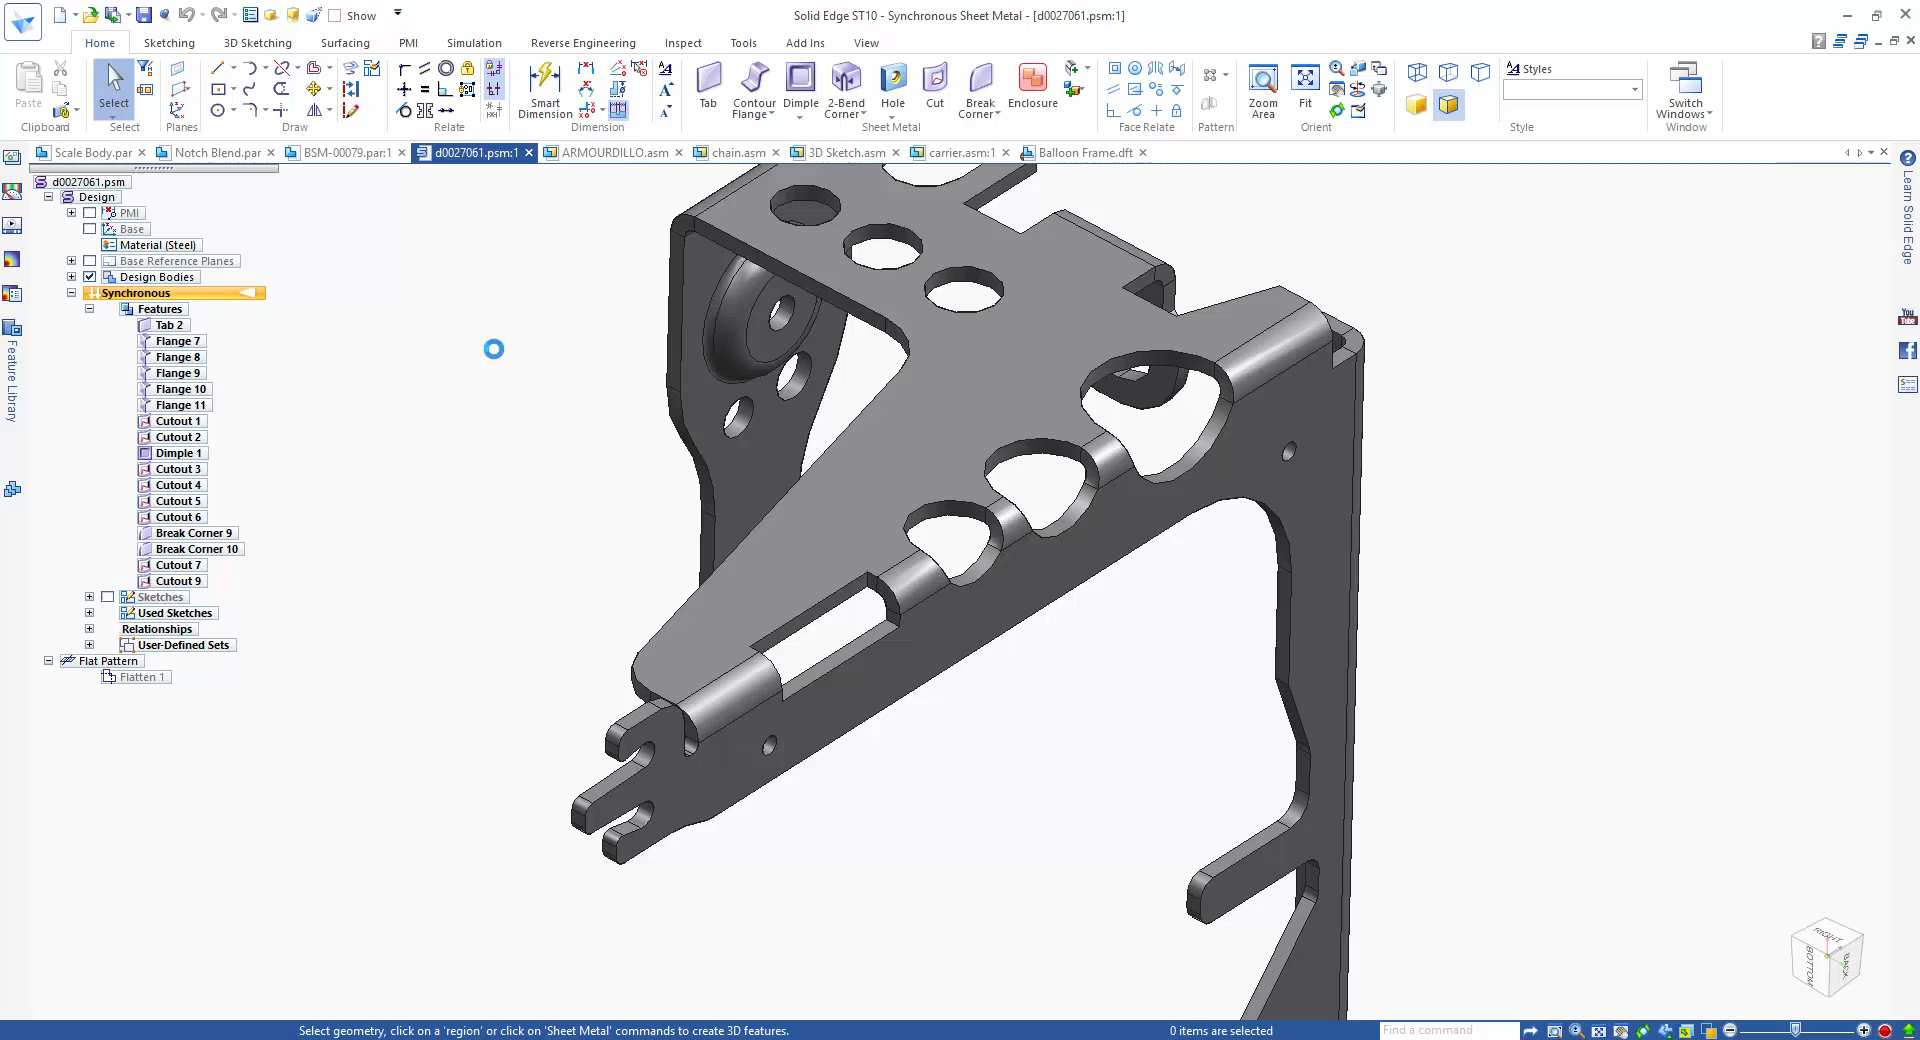 Show
Solid Edge ST10 - Synchronous Sheet Metal - [d0027061.psm:1]
Home
Sketching
3D Sketching
Surfacing
PMI
Simulation
Reverse Engineering
Inspect
Tools
Add Ins
View
Paste
Clipboard
Select
Select
Planes
Draw
Relate
Smart Dimension
Dimension
Tab
Contour Flange
Dimple
2-Bend Corner
Hole
Cut
Break Corner
Enclosure
Sheet Metal
Face Relate
Pattern
Zoom Area
Fit
Orient
Styles
Style
Switch Windows
Window
Scale Body.par
Notch Blend.par
BSM-00079.par:1
d0027061.psm:1
ARMOURDILLO.asm
chain.asm
3D Sketch.asm
carrier.asm:1
Balloon Frame.dft
d0027061.psm
Design
PMI
Base
Material (Steel)
Base Reference Planes
Design Bodies
Synchronous
Features
Tab 2
Flange 7
Flange 8
Flange 9
Flange 10
Flange 11
Cutout 1
Cutout 2
Dimple 1
Cutout 3
Cutout 4
Cutout 5
Cutout 6
Break Corner 9
Break Corner 10
Cutout 7
Cutout 9
Sketches
Used Sketches
Relationships
User-Defined Sets
Flat Pattern
Flatten 1
Feature Library
Learn Solid Edge
You Tube
RIGHT
BOTTOM
BACK
Select geometry, click on a 'region' or click on 'Sheet Metal' commands to create 3D features.
0 items are selected
Find a command